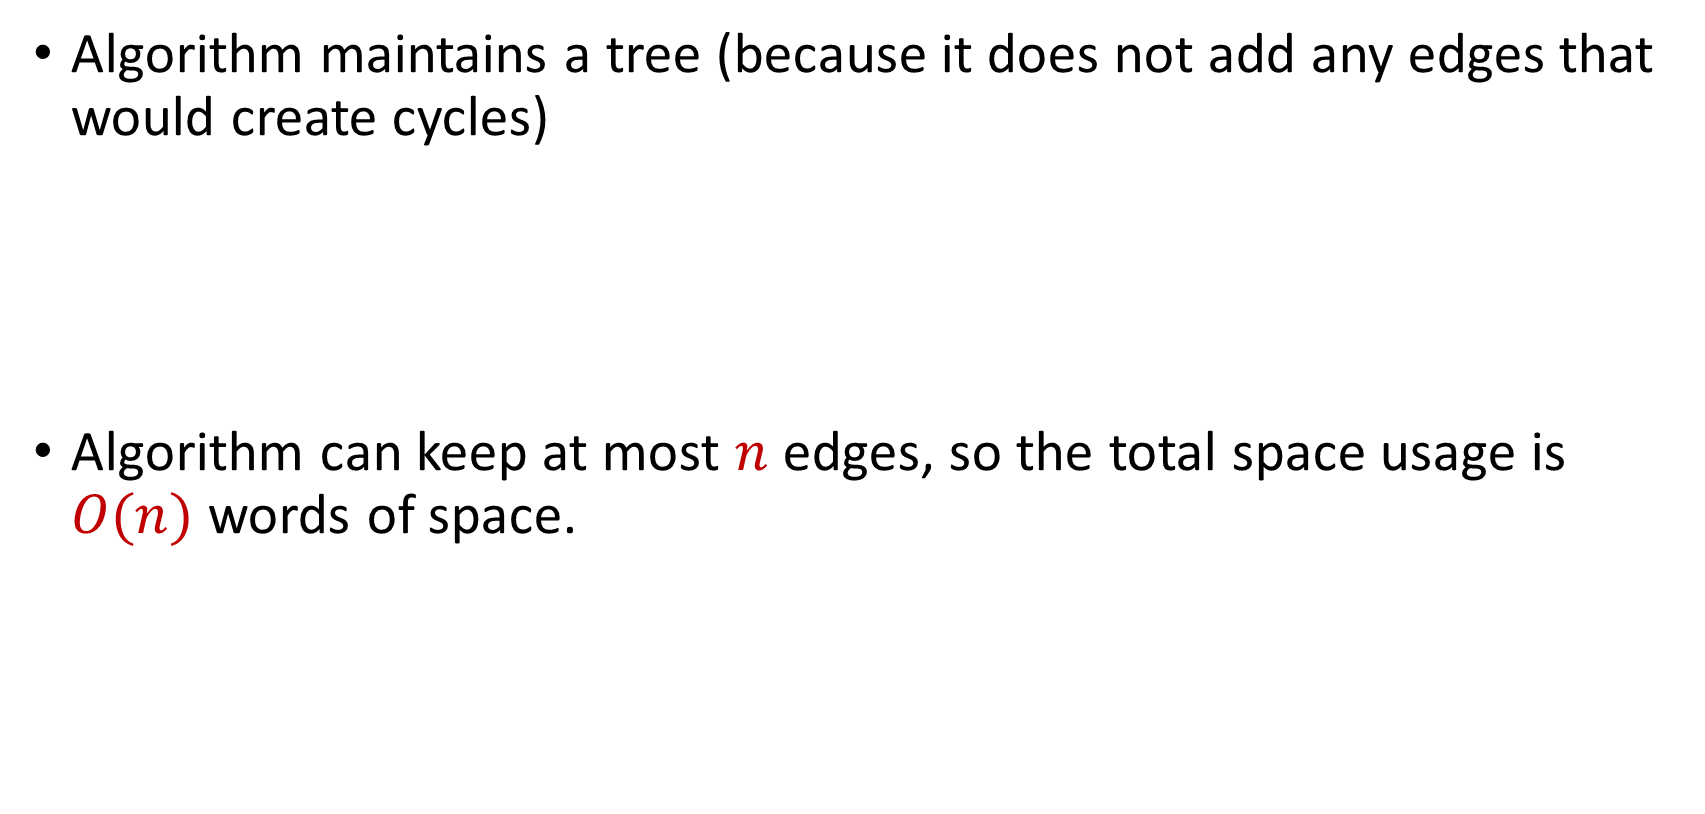 • Algorithm maintains a tree (because it does not add any edges that
would create cycles)
• Algorithm can keep at most n edges, so the total space usage is
O(n) words of space.